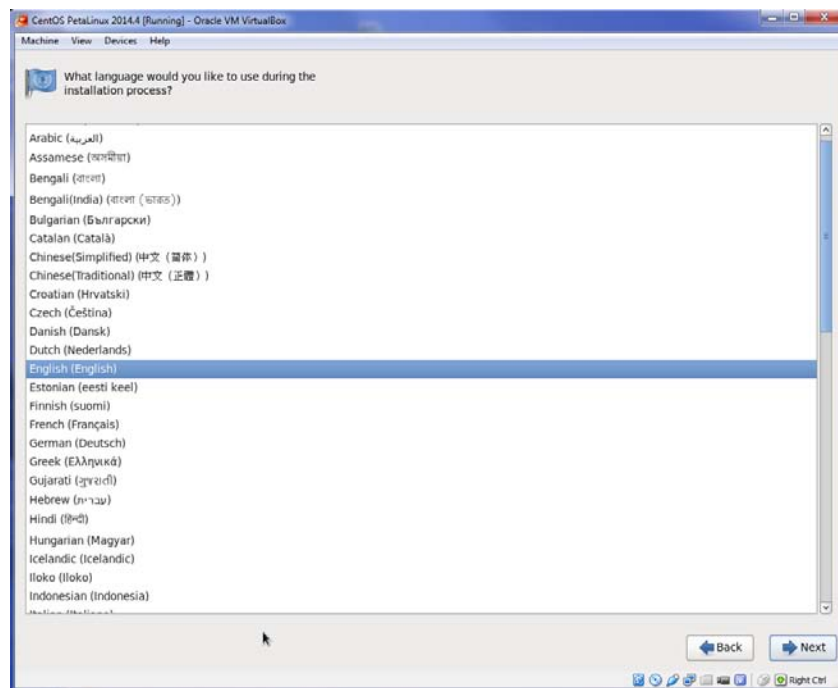 CentOS PetaLinux 2014.4 [Running] - Oracle VM VirtualBox
Machine View Devices Help
What language would you like to use during the
installation process?
Arabic (العربية)
Assamese (অসমীয়া)
Bengali (বাংলা)
Bengali(India) (বাংলা (ভারত))
Bulgarian (Български)
Catalan (Català)
Chinese(Simplified) (中文（简体）)
Chinese(Traditional) (中文（正體）)
Croatian (Hrvatski)
Czech (Čeština)
Danish (Dansk)
Dutch (Nederlands)
English (English)
Estonian (eesti keel)
Finnish (suomi)
French (Français)
German (Deutsch)
Greek (Ελληνικά)
Gujarati (ગુજરાતી)
Hebrew (עברית)
Hindi (हिन्दी)
Hungarian (Magyar)
Icelandic (Icelandic)
Iloko (Iloko)
Indonesian (Indonesia)
Back Next
Right Ctrl